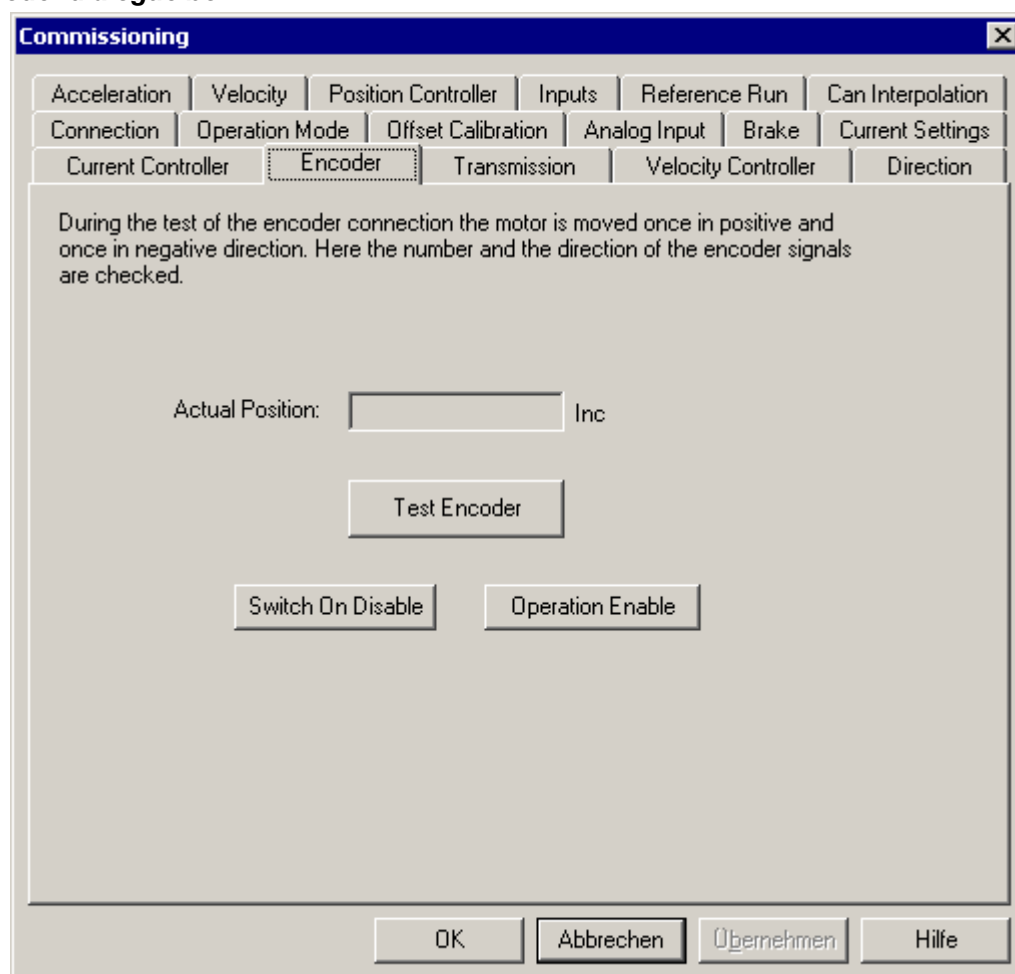 Commissioning
Acceleration Velocity Position Controller Inputs Reference Run Can Interpolation
Connection Operation Mode Offset Calibration Analog Input Brake Current Settings
Current Controller Encoder Transmission Velocity Controller Direction
During the test of the encoder connection the motor is moved once in positive and
once in negative direction. Here the number and the direction of the encoder signals
are checked.
Actual Position: Inc
Test Encoder
Switch On Disable Operation Enable
OK Abbrechen Übernehmen Hilfe